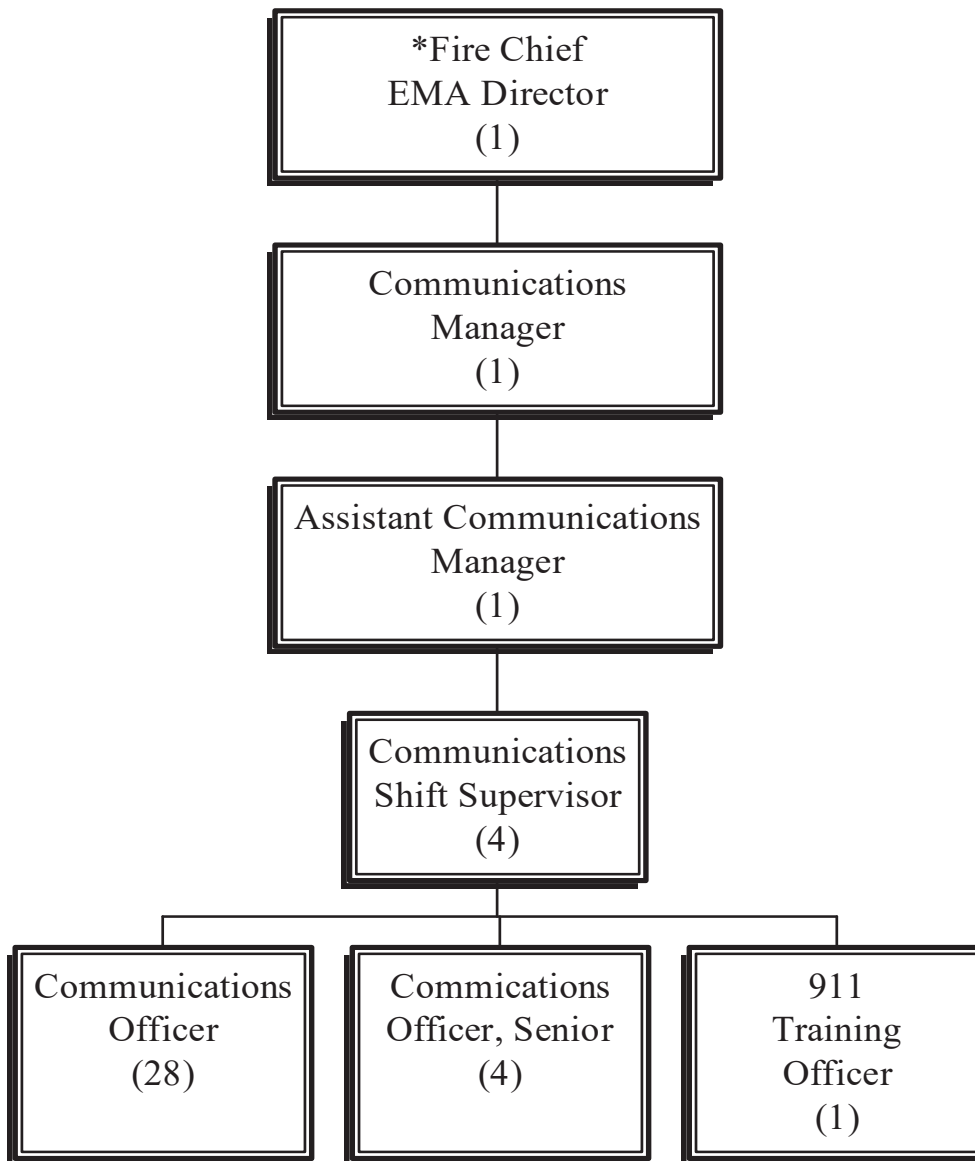 *Fire Chief
EMA Director
(1)
Communications
Manager
(1)
Assistant Communications
Manager
(1)
Communications
Shift Supervisor
(4)
Communications
Officer
(28)
Commications
Officer, Senior
(4)
911
Training
Officer
(1)